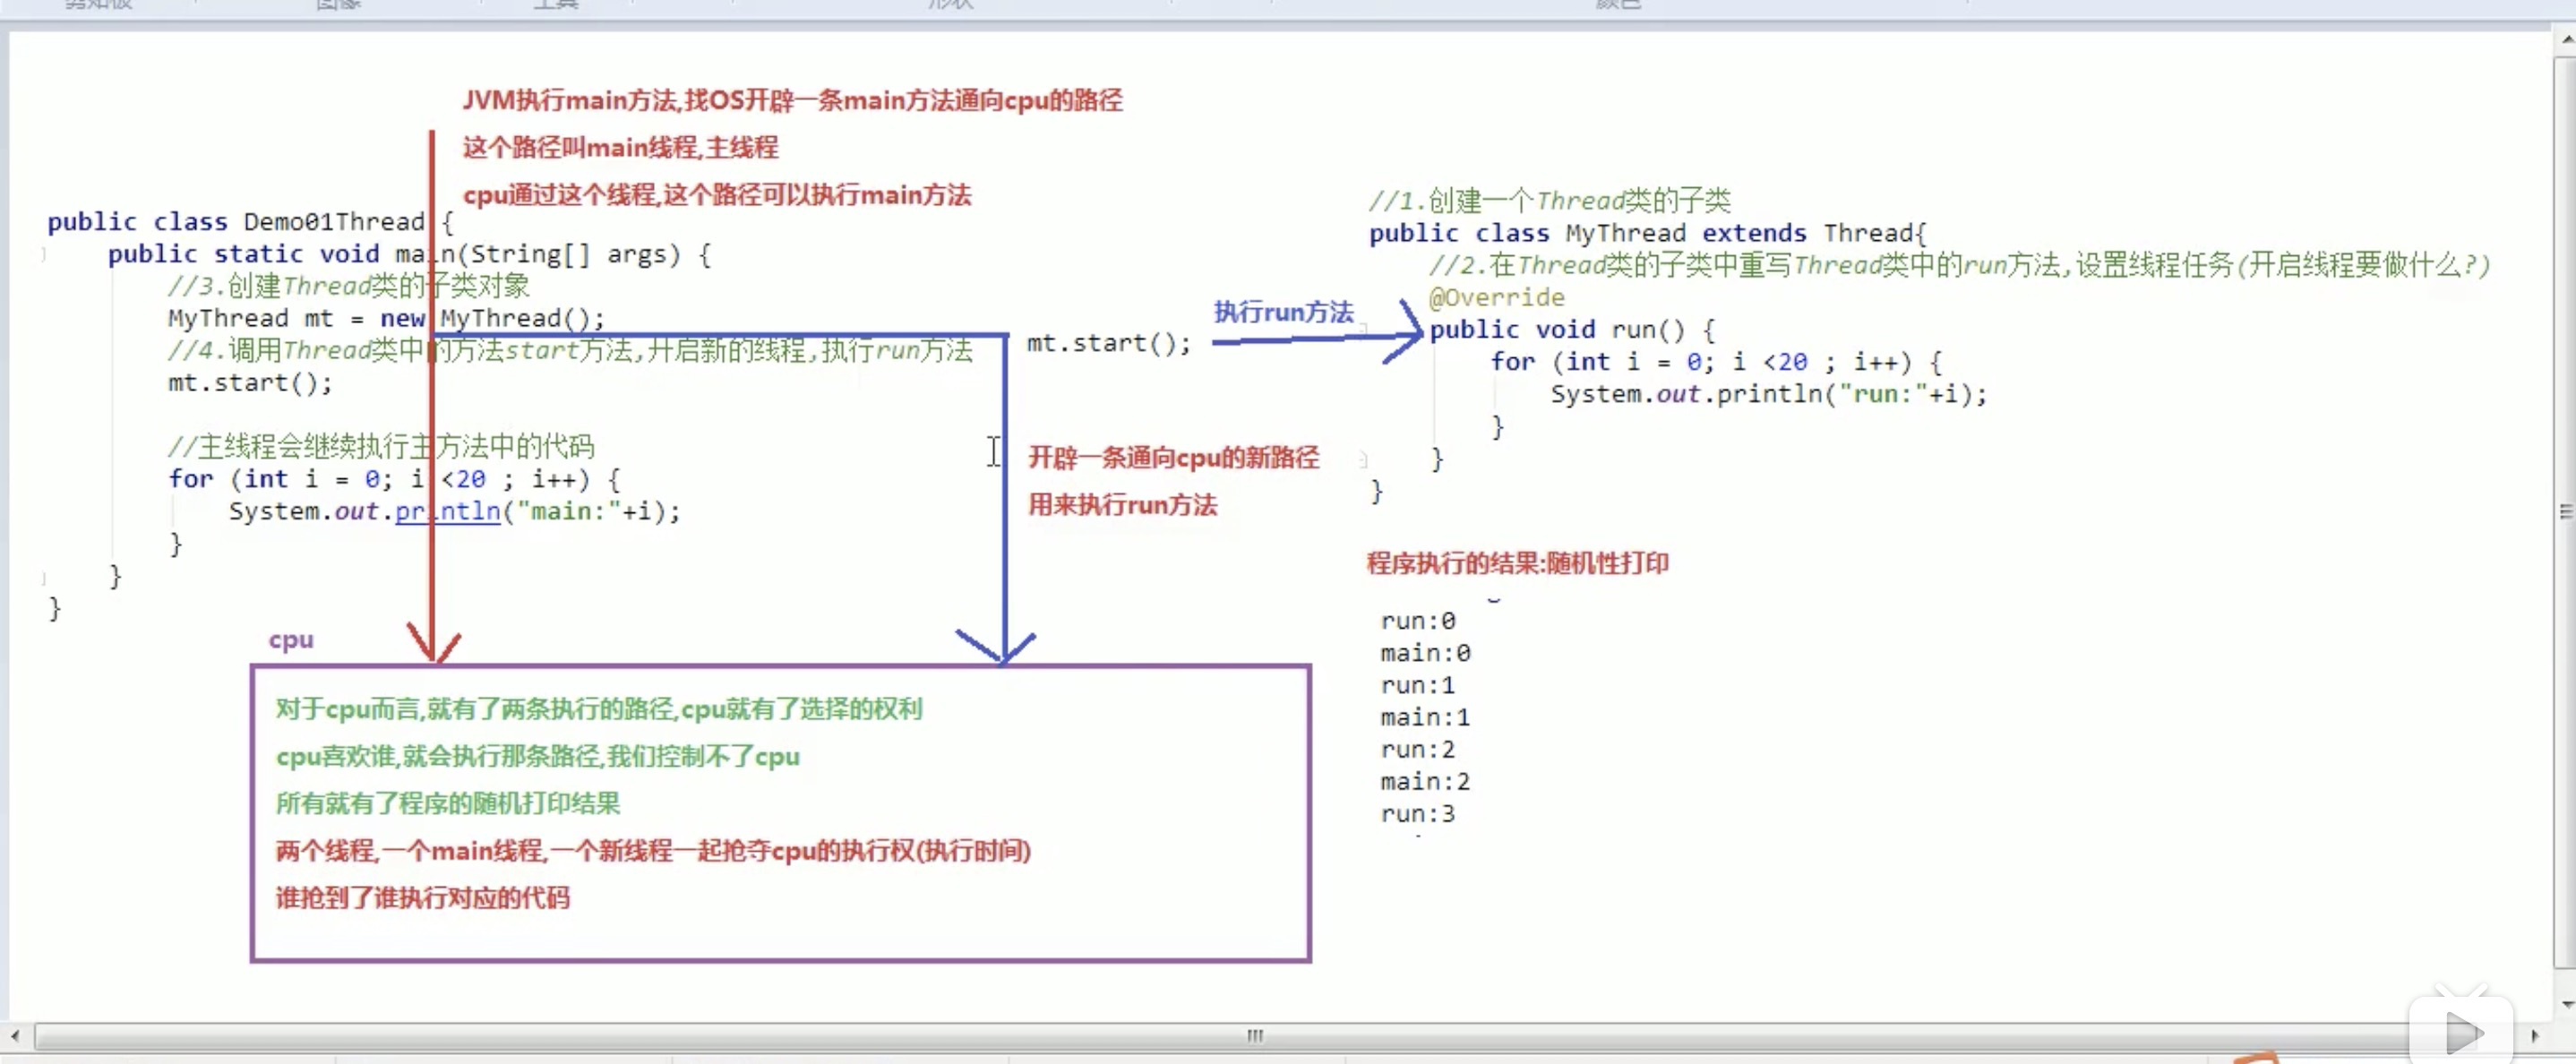 剪贴板 图像 工具 形状 颜色
JVM执行main方法,找OS开辟一条main方法通向cpu的路径
这个路径叫main线程,主线程
cpu通过这个线程,这个路径可以执行main方法
public class Demo01Thread {
public static void main(String[] args) {
//3.创建Thread类的子类对象
MyThread mt = new MyThread();
//4.调用Thread类中的方法start方法,开启新的线程,执行run方法
mt.start();
//主线程会继续执行主方法中的代码
for (int i = 0; i <20 ; i++) {
System.out.println("main:"+i);
}
}
}
mt.start();
执行run方法
开辟一条通向cpu的新路径
用来执行run方法
//1.创建一个Thread类的子类
public class MyThread extends Thread{
//2.在Thread类的子类中重写Thread类中的run方法,设置线程任务(开启线程要做什么?)
@Override
public void run() {
for (int i = 0; i <20 ; i++) {
System.out.println("run:"+i);
}
}
}
程序执行的结果:随机性打印
run:0
main:0
run:1
main:1
run:2
main:2
run:3
cpu
对于cpu而言,就有了两条执行的路径,cpu就有了选择的权利
cpu喜欢谁,就会执行那条路径,我们控制不了cpu
所有就有了程序的随机打印结果
两个线程,一个main线程,一个新线程一起抢夺cpu的执行权(执行时间)
谁抢到了谁执行对应的代码